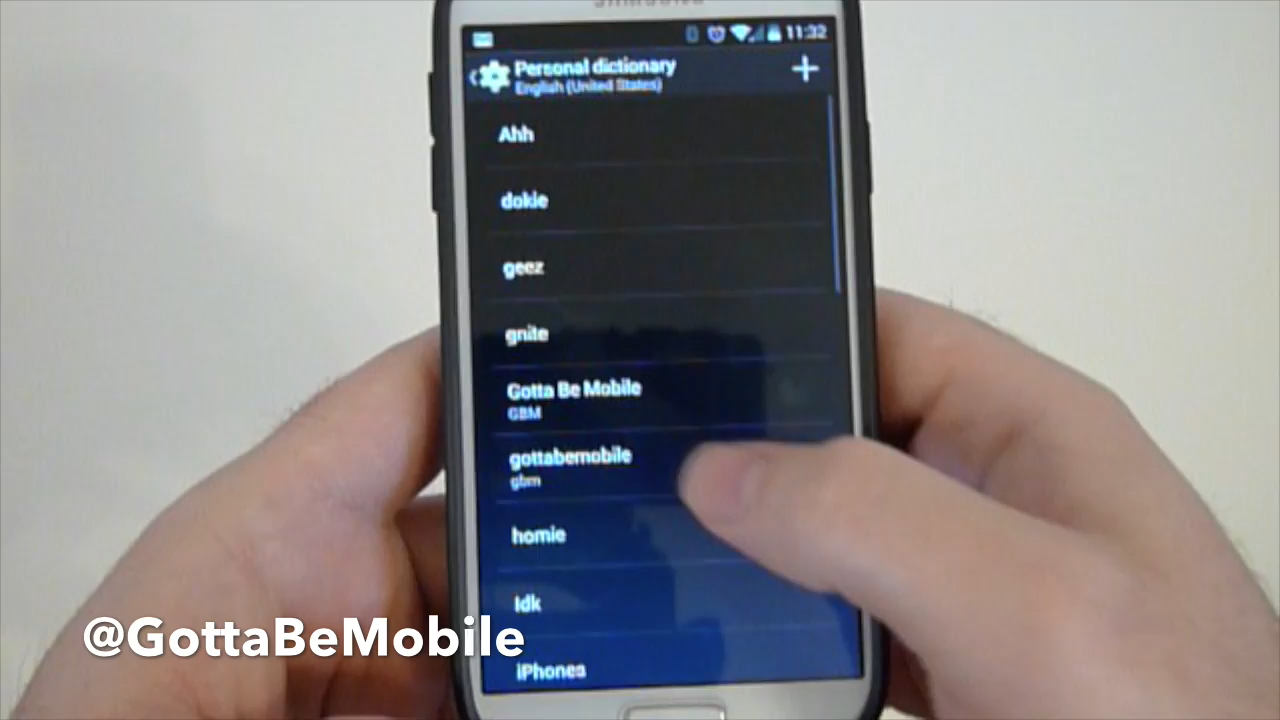 SAMSUNG
11:32
Personal dictionary
English (United States)
Ahh
dokie
geez
gnite
Gotta Be Mobile
GBM
gottabemobile
gbm
homie
Idk
iPhones
@GottaBeMobile